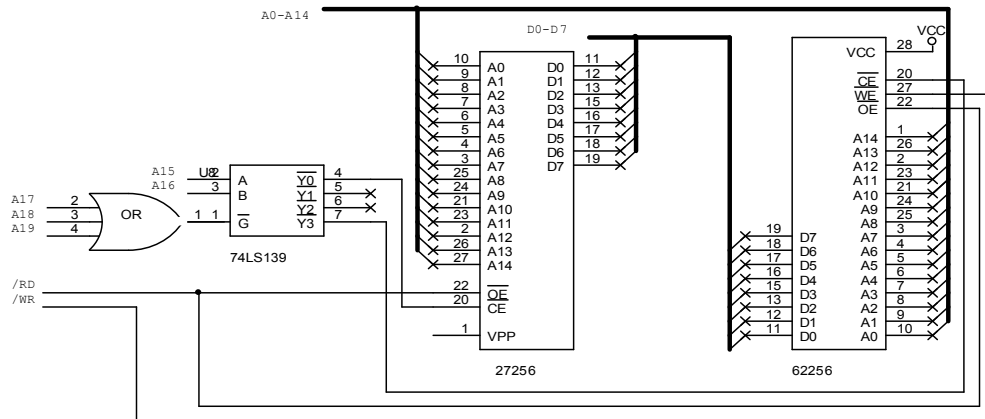 A0-A14
D0-D7
VCC
10 A0 D0 11
9 A1 D1 12
8 A2 D2 13
7 A3 D3 15
6 A4 D4 16
5 A5 D5 17
4 A6 D6 18
3 A7 D7 19
25 A8
24 A9
21 A10
23 A11
2 A12
26 A13
27 A14
22 OE
20 CE
1 VPP
27256
VCC 28
CE 20
WE 27
OE 22
A14 1
A13 26
A12 2
A11 23
A10 21
A9 24
A8 25
19 D7 A7 3
18 D6 A6 4
17 D5 A5 5
16 D4 A4 6
15 D3 A3 7
13 D2 A2 8
12 D1 A1 9
11 D0 A0 10
62256
A15 2 A Y0 4
A16 3 B Y1 5
Y2 6
1 1 G Y3 7
74LS139
A17 2
A18 3 OR
A19 4
/RD
/WR